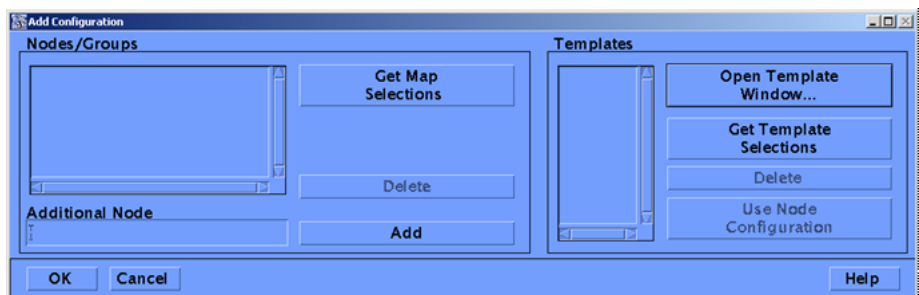 Add Configuration
Nodes/Groups
Get Map
Selections
Delete
Additional Node
Add
Templates
Open Template
Window...
Get Template
Selections
Delete
Use Node
Configuration
OK
Cancel
Help